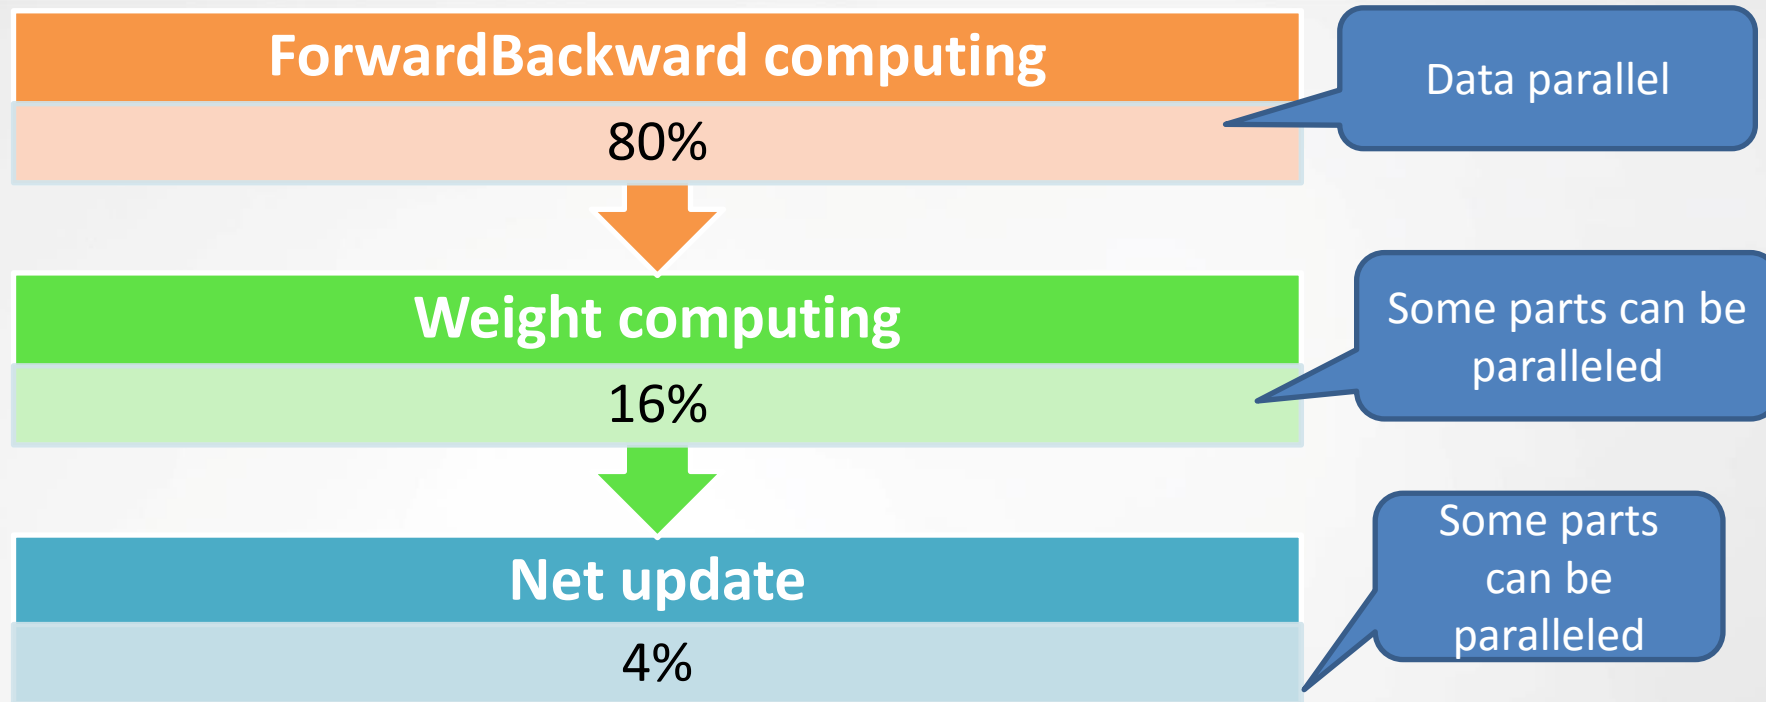 ForwardBackward computing
Data parallel
80%
Weight computing
Some parts can be
paralleled
16%
Net update
Some parts
can be
paralleled
4%